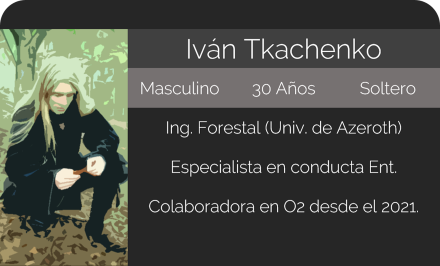 Iván Tkachenko
Masculino 30 Años Soltero
Ing. Forestal (Univ. de Azeroth)
Especialista en conducta Ent.
Colaboradora en O2 desde el 2021.